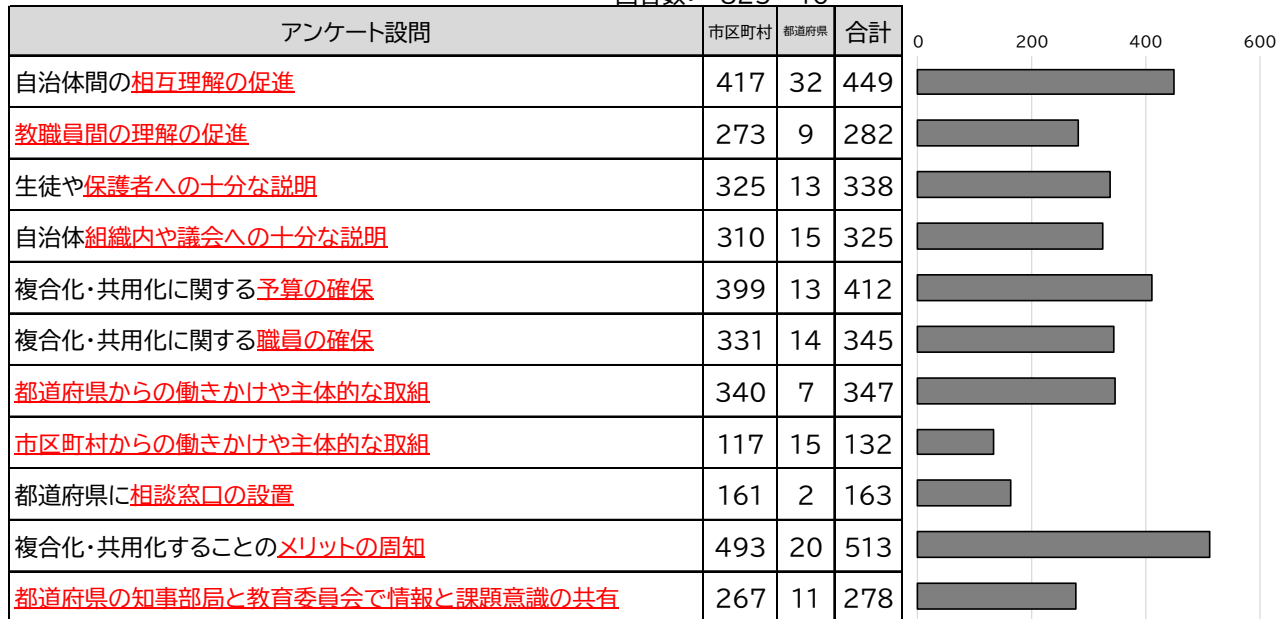 アンケート設問 市区町村 都道府県 合計 0 200 400 600
自治体間の相互理解の促進 417 32 449
教職員間の理解の促進 273 9 282
生徒や保護者への十分な説明 325 13 338
自治体組織内や議会への十分な説明 310 15 325
複合化・共用化に関する予算の確保 399 13 412
複合化・共用化に関する職員の確保 331 14 345
都道府県からの働きかけや主体的な取組 340 7 347
市区町村からの働きかけや主体的な取組 117 15 132
都道府県に相談窓口の設置 161 2 163
複合化・共用化することのメリットの周知 493 20 513
都道府県の知事部局と教育委員会で情報と課題意識の共有 267 11 278